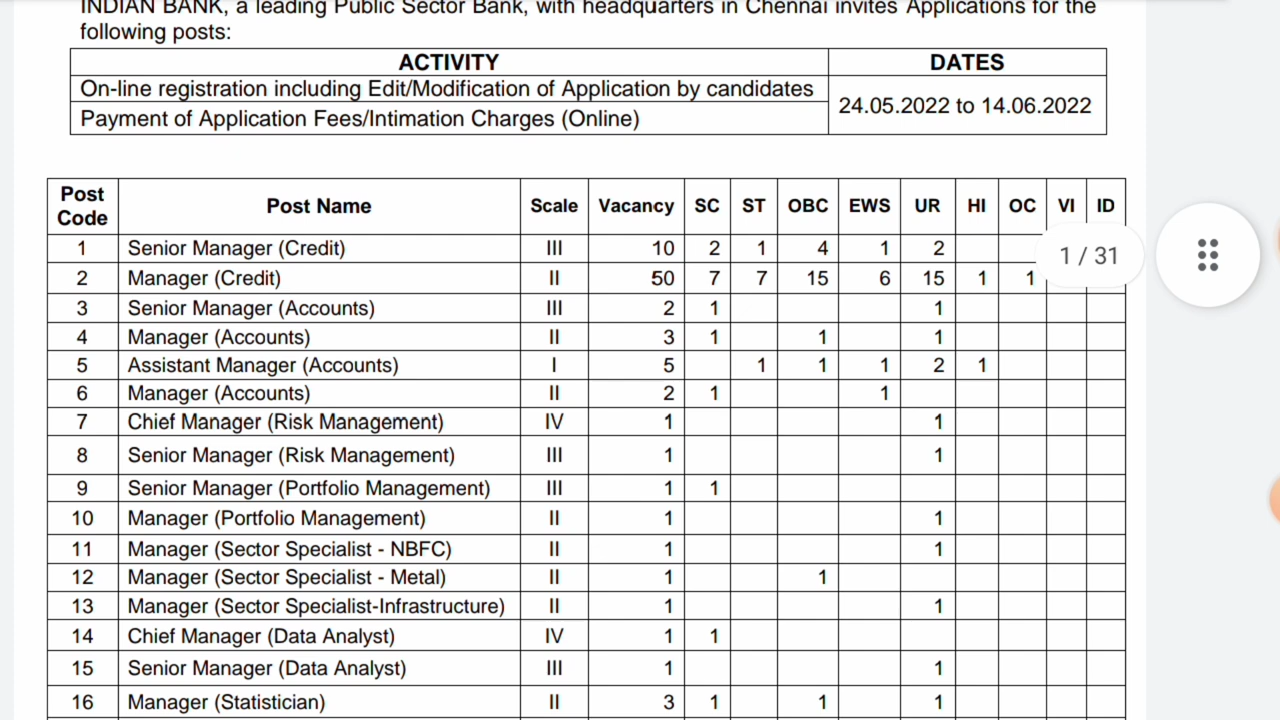 INDIAN BANK, a leading Public Sector Bank, with headquarters in Chennai invites Applications for the
following posts:
ACTIVITY DATES
On-line registration including Edit/Modification of Application by candidates
24.05.2022 to 14.06.2022
Payment of Application Fees/Intimation Charges (Online)
Post Code Post Name Scale Vacancy SC ST OBC EWS UR HI OC VI ID
1 Senior Manager (Credit) III 10 2 1 4 1 2
1 / 31
2 Manager (Credit) II 50 7 7 15 6 15 1 1
3 Senior Manager (Accounts) III 2 1 1
4 Manager (Accounts) II 3 1 1 1
5 Assistant Manager (Accounts) I 5 1 1 1 2 1
6 Manager (Accounts) II 2 1 1
7 Chief Manager (Risk Management) IV 1 1
8 Senior Manager (Risk Management) III 1 1
9 Senior Manager (Portfolio Management) III 1 1
10 Manager (Portfolio Management) II 1 1
11 Manager (Sector Specialist - NBFC) II 1 1
12 Manager (Sector Specialist - Metal) II 1 1
13 Manager (Sector Specialist-Infrastructure) II 1 1
14 Chief Manager (Data Analyst) IV 1 1
15 Senior Manager (Data Analyst) III 1 1
16 Manager (Statistician) II 3 1 1 1